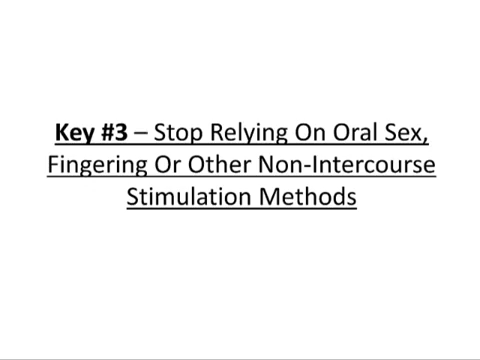 Key #3 – Stop Relying On Oral Sex,
Fingering Or Other Non-Intercourse
Stimulation Methods